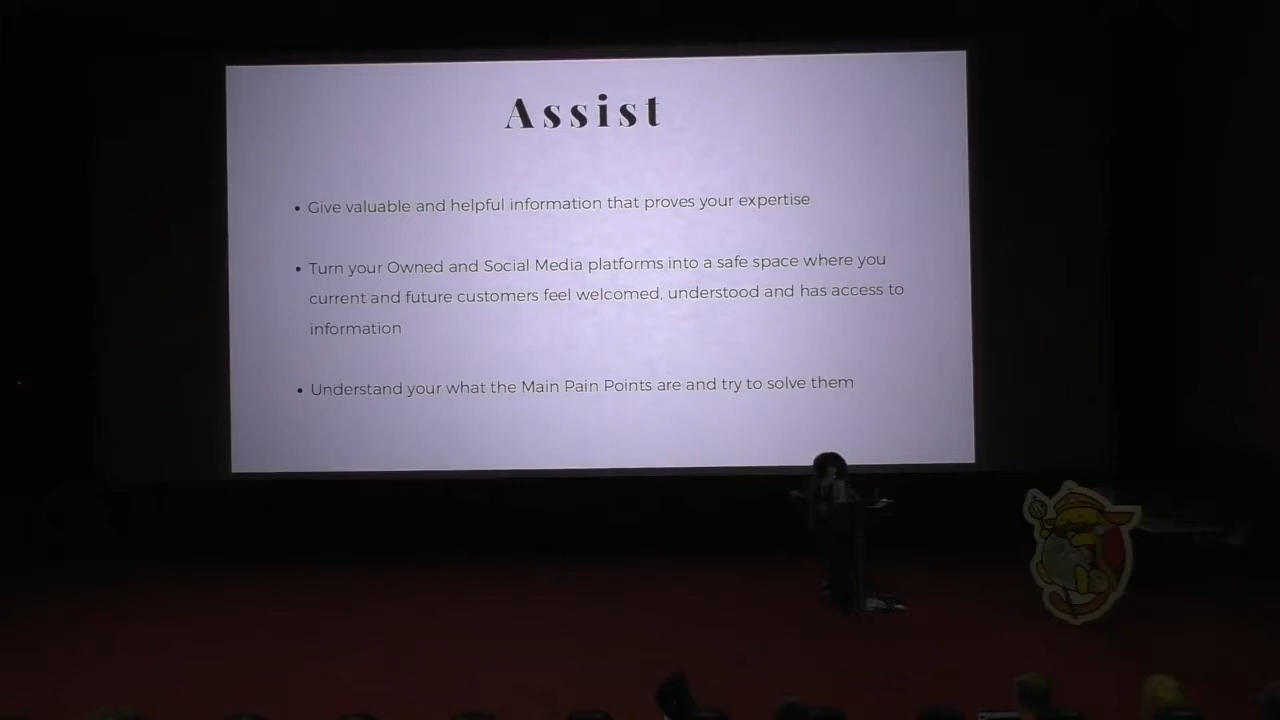 Assist
• Give valuable and helpful information that proves your expertise
• Turn your Owned and Social Media platforms into a safe space where you
current and future customers feel welcomed, understood and has access to
information
• Understand your what the Main Pain Points are and try to solve them